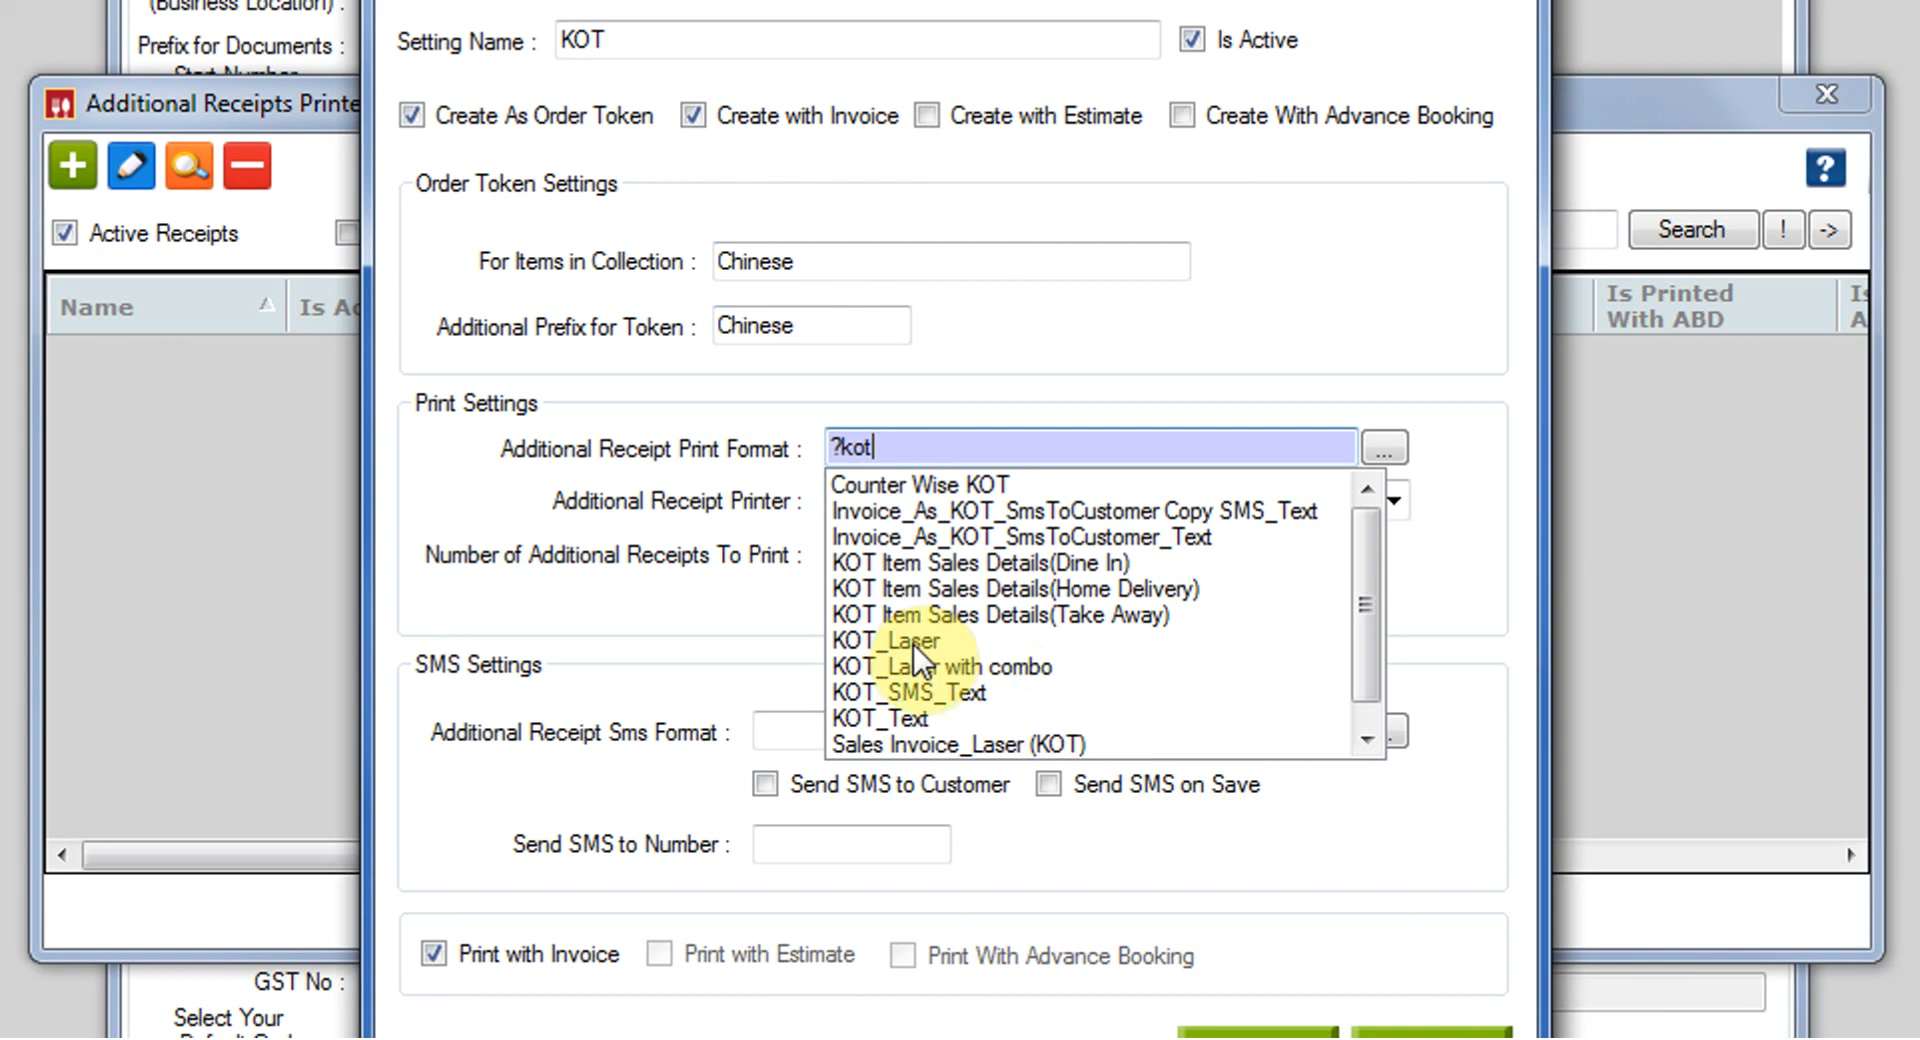 (Business Location) :
Prefix for Documents :
Start Number
Setting Name : KOT Is Active
Additional Receipts Printe
Create As Order Token Create with Invoice Create with Estimate Create With Advance Booking
Order Token Settings
Active Receipts
Search ! ->
For Items in Collection : Chinese
Name Is Ac
Is Printed With ABD
Additional Prefix for Token : Chinese
Print Settings
Additional Receipt Print Format : ?kot ...
Counter Wise KOT
Additional Receipt Printer :
Invoice_As_KOT_SmsToCustomer Copy SMS_Text
Invoice_As_KOT_SmsToCustomer_Text
Number of Additional Receipts To Print :
KOT Item Sales Details(Dine In)
KOT Item Sales Details(Home Delivery)
KOT Item Sales Details(Take Away)
KOT_Laser
KOT_Laser with combo
KOT_SMS_Text
KOT_Text
Sales Invoice_Laser (KOT)
SMS Settings
Additional Receipt Sms Format :
Send SMS to Customer Send SMS on Save
Send SMS to Number :
Print with Invoice Print with Estimate Print With Advance Booking
GST No :
Select Your